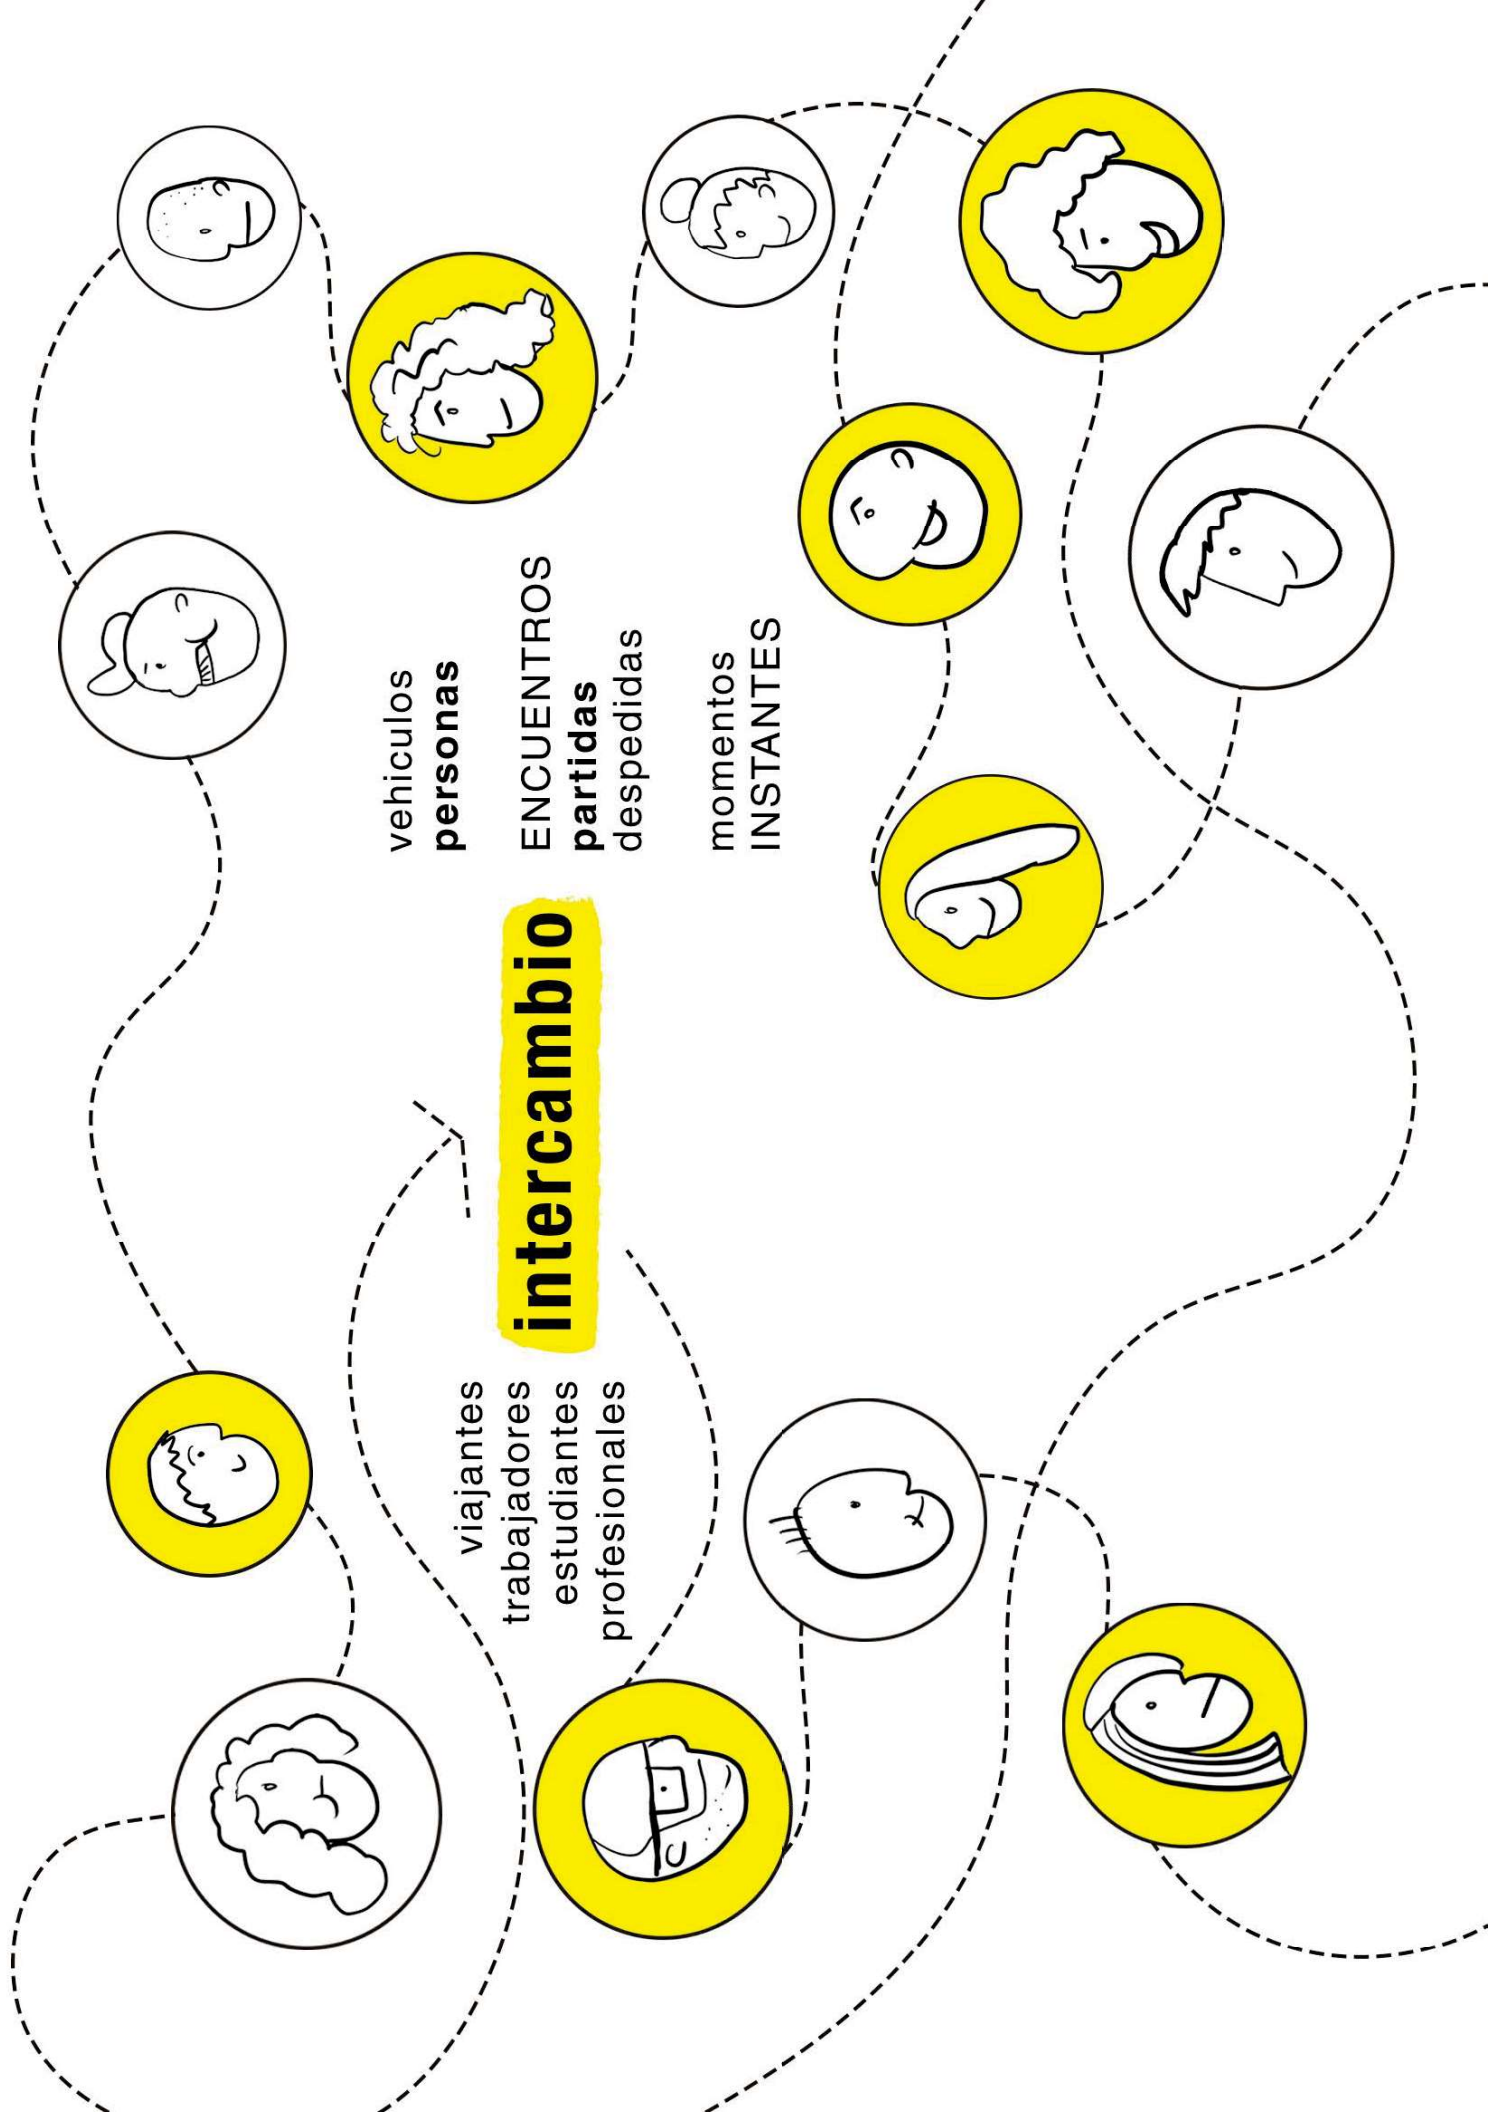 viajantes
trabajadores
estudiantes
profesionales
intercambio
vehiculos
personas
ENCUENTROS
partidas
despedidas
momentos
INSTANTES